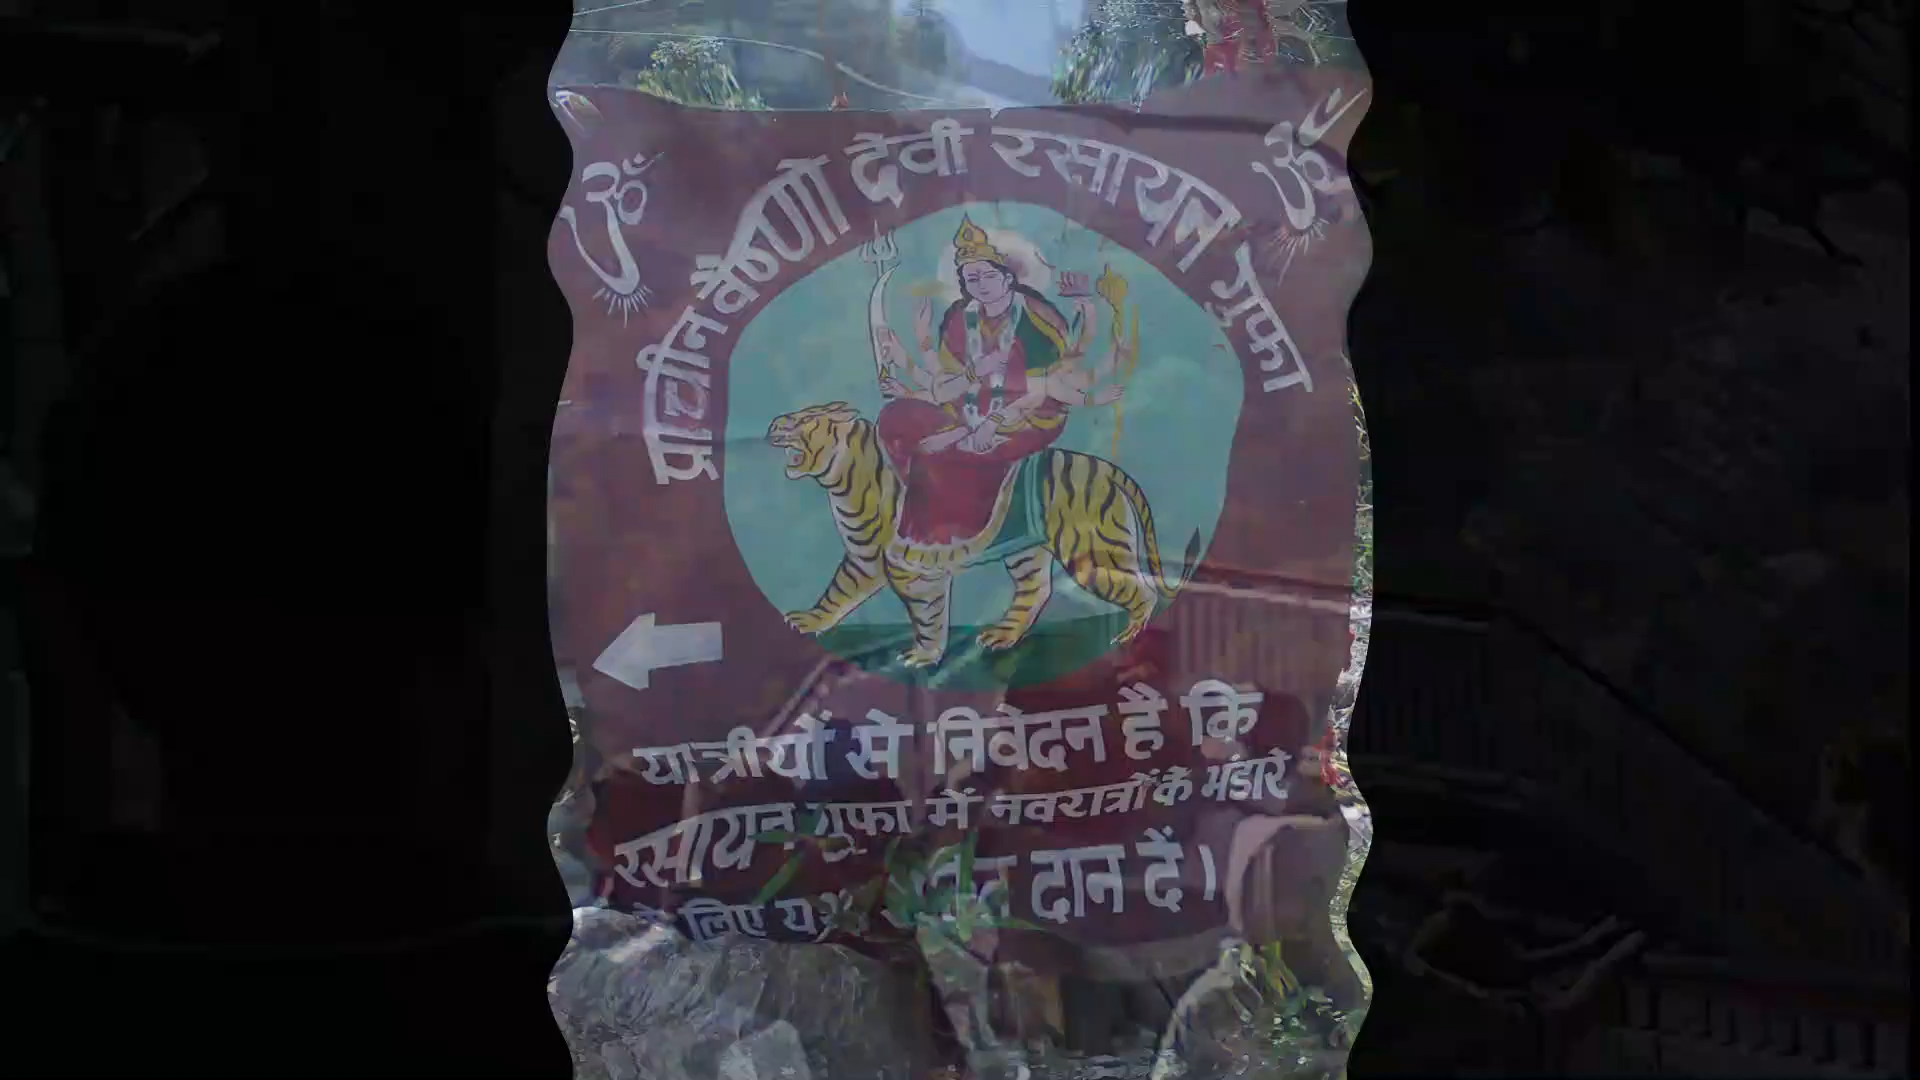 ॐ ॐ
प्राचीन वैष्णो देवी रसायन गुफा
यात्रीयों से निवेदन है कि
रसायन गुफा में नवरात्रों के भंडारे
के लिए दान दें।